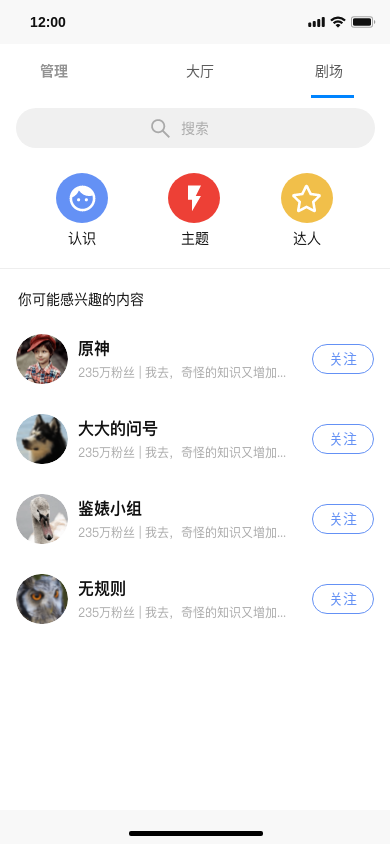 12:00
管理
大厅
剧场
搜索
认识
主题
达人
你可能感兴趣的内容
原神
235万粉丝 | 我去，奇怪的知识又增加...
关注
大大的问号
235万粉丝 | 我去，奇怪的知识又增加...
关注
鉴婊小组
235万粉丝 | 我去，奇怪的知识又增加...
关注
无规则
235万粉丝 | 我去，奇怪的知识又增加...
关注